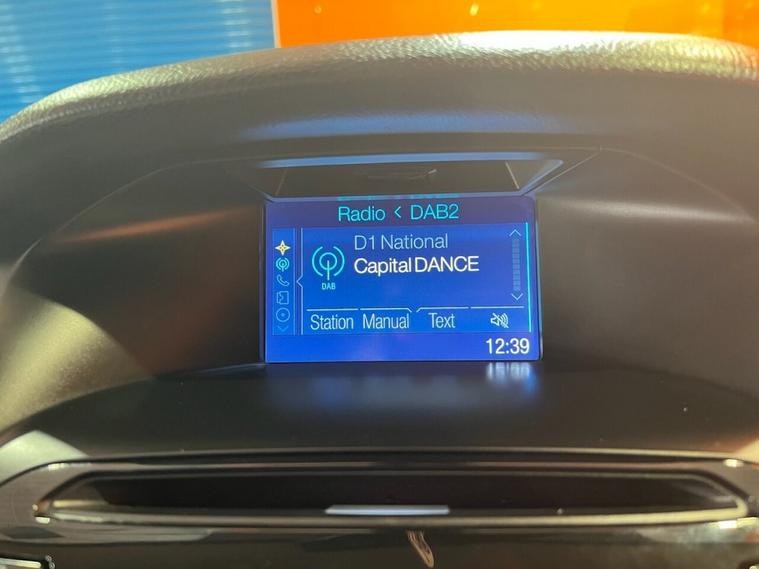 Radio < DAB2
D1 National
Capital DANCE
DAB
Station Manual Text
12:39